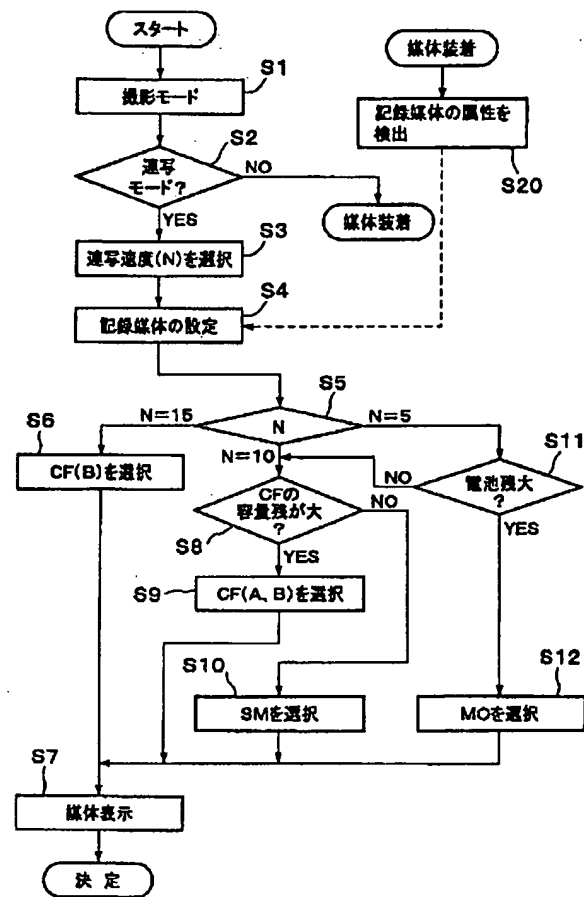 スタート
S1
撮影モード
S2
連写
モード?
NO
YES
媒体装着
S3
連写速度(N)を選択
S4
記録媒体の設定
媒体装着
記録媒体の属性を
検出
S20
S5
N
N=15
N=10
N=5
S6
CF(B)を選択
S11
電池残大
?
NO
YES
CFの
容量残が大
?
NO
S8
YES
S9
CF(A、B)を選択
S10
SMを選択
S12
MOを選択
S7
媒体表示
決定